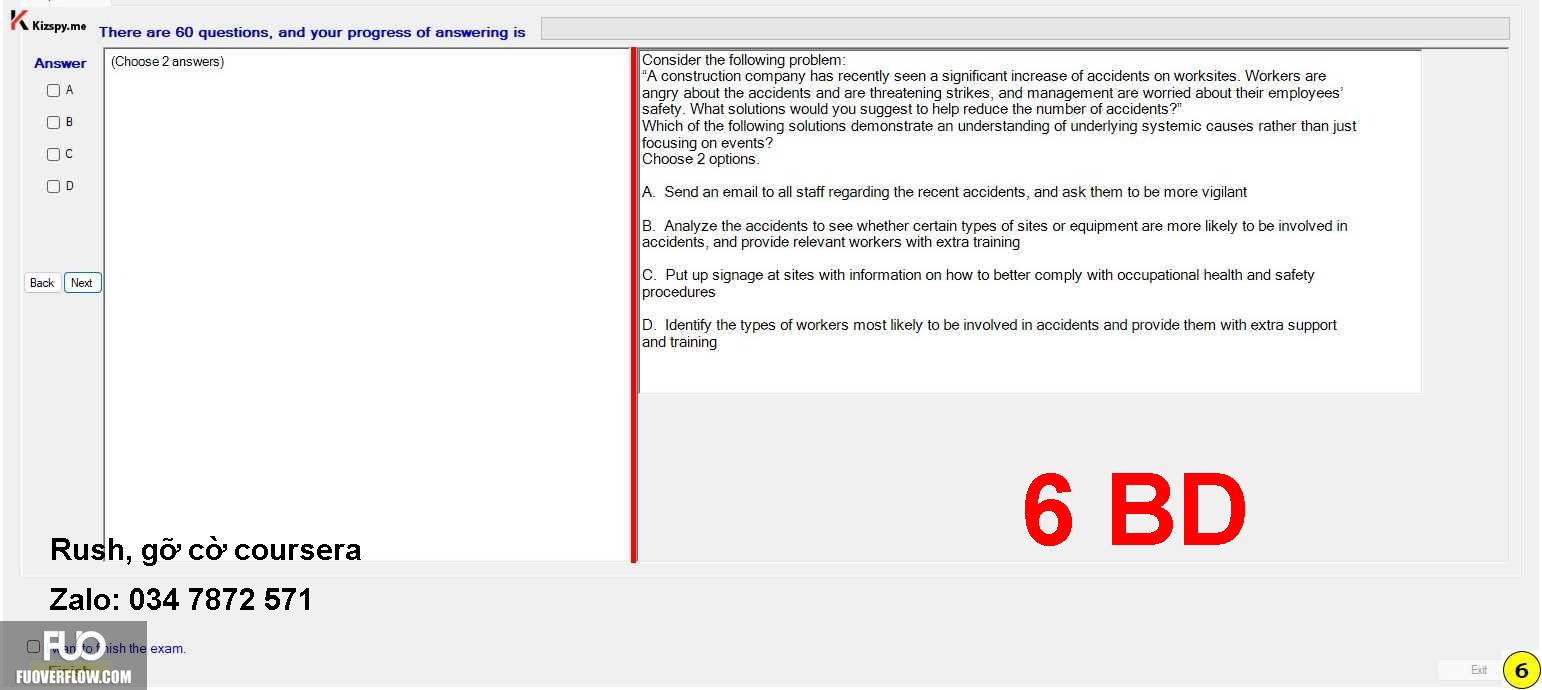 Kizspy.me
There are 60 questions, and your progress of answering is
Answer
(Choose 2 answers)
A
B
C
D
Back
Next
Consider the following problem:
“A construction company has recently seen a significant increase of accidents on worksites. Workers are
angry about the accidents and are threatening strikes, and management are worried about their employees’
safety. What solutions would you suggest to help reduce the number of accidents?”
Which of the following solutions demonstrate an understanding of underlying systemic causes rather than just
focusing on events?
Choose 2 options.
A. Send an email to all staff regarding the recent accidents, and ask them to be more vigilant
B. Analyze the accidents to see whether certain types of sites or equipment are more likely to be involved in
accidents, and provide relevant workers with extra training
C. Put up signage at sites with information on how to better comply with occupational health and safety
procedures
D. Identify the types of workers most likely to be involved in accidents and provide them with extra support
and training
6 BD
Rush, gỡ cờ coursera
Zalo: 034 7872 571
FUO
FUOVERFLOW.COM
the exam.
Exit
6